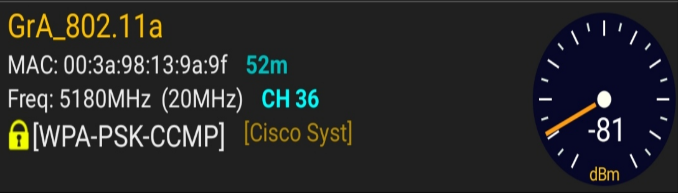 GrA_802.11a
MAC: 00:3a:98:13:9a:9f 52m
Freq: 5180MHz (20MHz) CH 36
[WPA-PSK-CCMP] [Cisco Syst]
-81
dBm